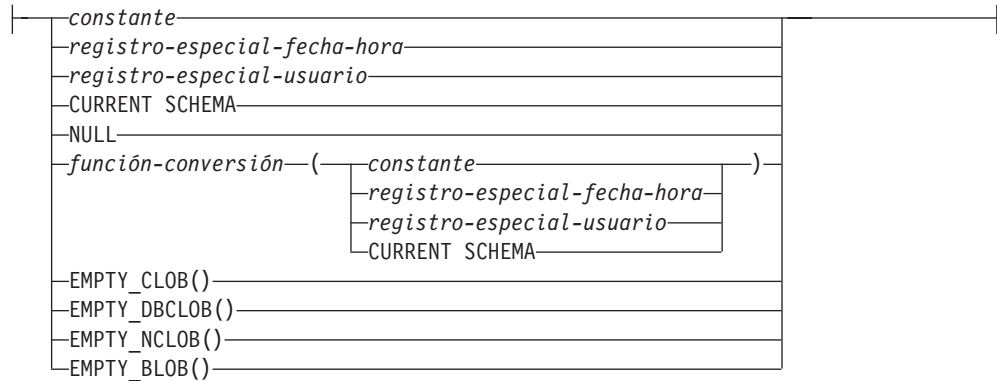 constante
registro-especial-fecha-hora
registro-especial-usuario
CURRENT SCHEMA
NULL
función-conversión ( constante )
registro-especial-fecha-hora
registro-especial-usuario
CURRENT SCHEMA
EMPTY_CLOB()
EMPTY_DBCLOB()
EMPTY_NCLOB()
EMPTY_BLOB()